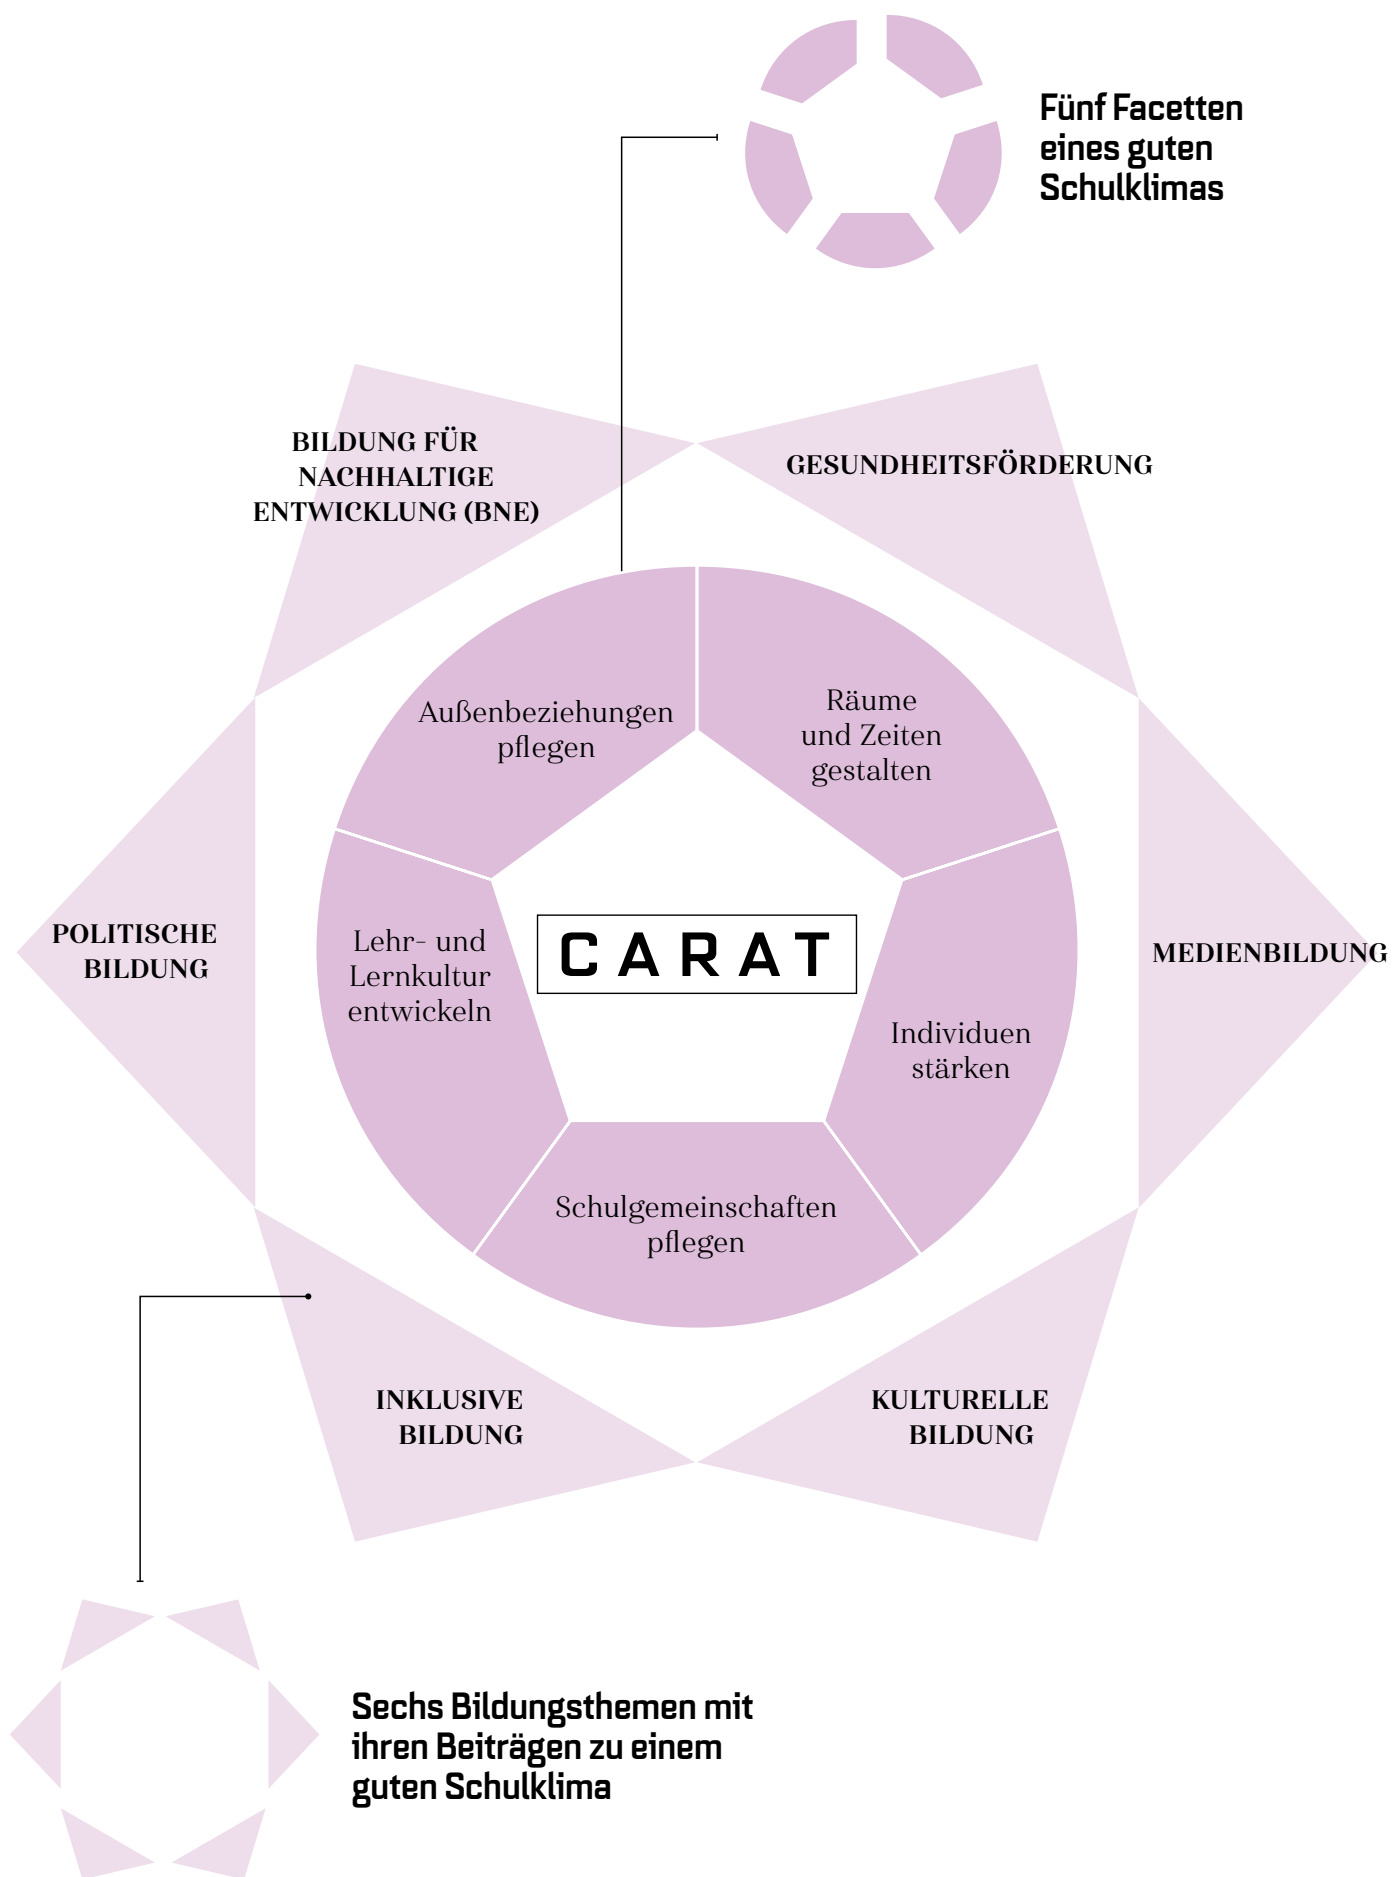 Fünf Facetten
eines guten
Schulklimas
BILDUNG FÜR
NACHHALTIGE
ENTWICKLUNG (BNE)
GESUNDHEITSFÖRDERUNG
Außenbeziehungen
pflegen
Räume
und Zeiten
gestalten
POLITISCHE
BILDUNG
Lehr- und
Lernkultur
entwickeln
CARAT
MEDIENBILDUNG
Individuen
stärken
Schulgemeinschaften
pflegen
INKLUSIVE
BILDUNG
KULTURELLE
BILDUNG
Sechs Bildungsthemen mit
ihren Beiträgen zu einem
guten Schulklima